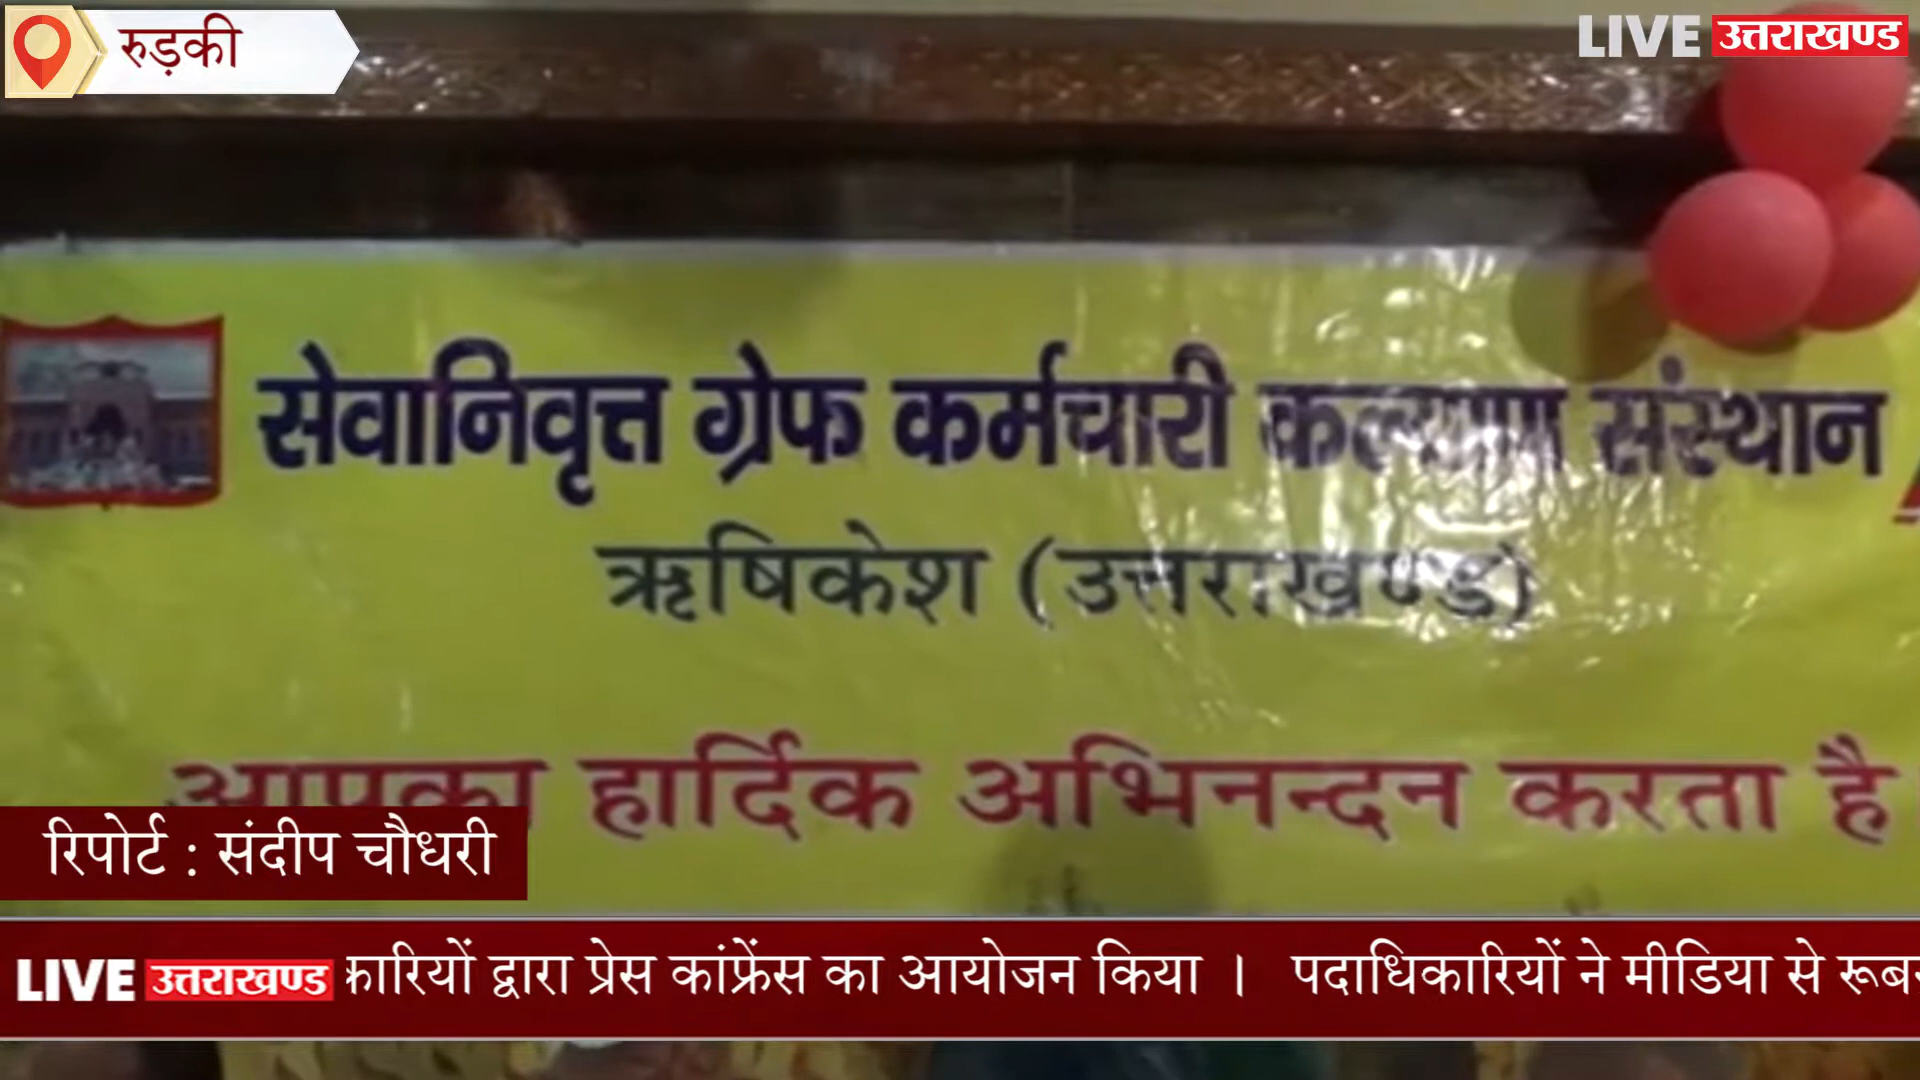 रुड़की
LIVE उत्तराखण्ड
सेवानिवृत्त ग्रेफ कर्मचारी कल्याण संस्थान
ऋषिकेश (उत्तराखण्ड)
आपका हार्दिक अभिनन्दन करता है
रिपोर्ट : संदीप चौधरी
LIVE उत्तराखण्ड कारियों द्वारा प्रेस कांफ्रेंस का आयोजन किया । पदाधिकारियों ने मीडिया से रूब